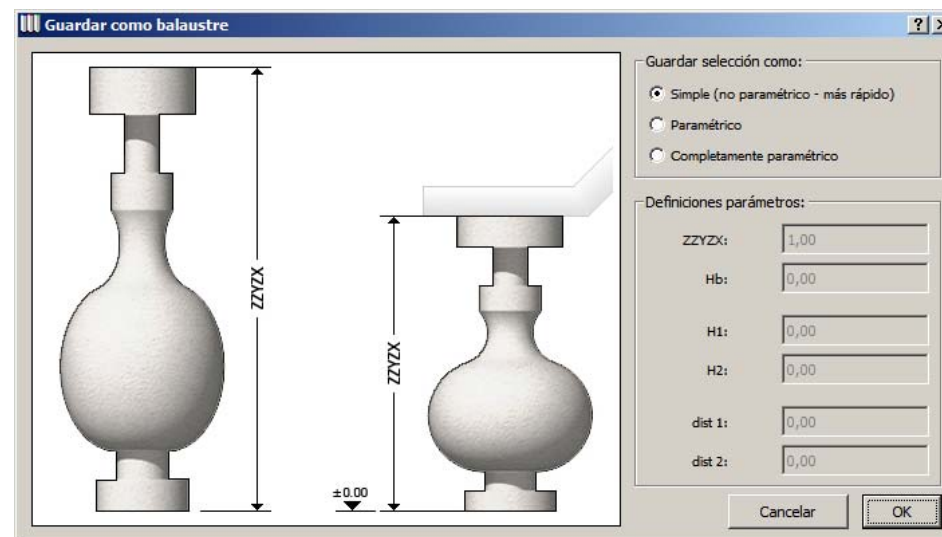 Guardar como balaustre
ZZYZX
ZZYZX
±0.00
Guardar selección como:
Simple (no paramétrico - más rápido)
Paramétrico
Completamente paramétrico
Definiciones parámetros:
ZZYZX: 1,00
Hb: 0,00
H1: 0,00
H2: 0,00
dist 1: 0,00
dist 2: 0,00
Cancelar OK